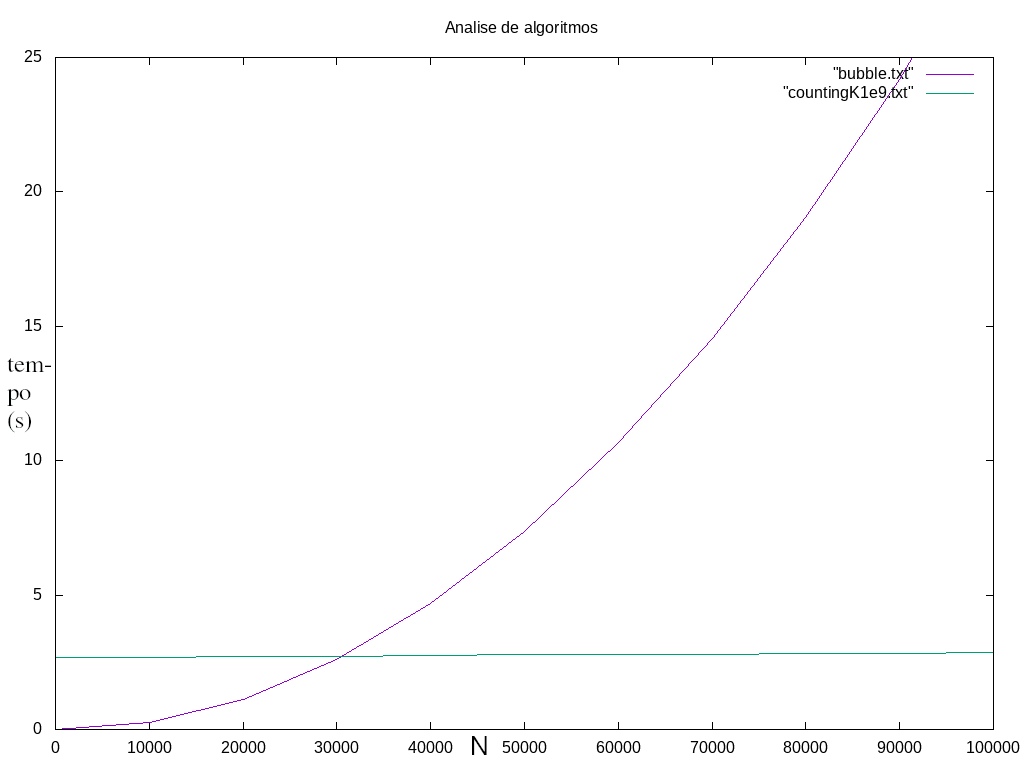 Analise de algoritmos
25
"bubble.txt"
"countingK1e9.txt"
20
15
tem-
po
(s)
10
5
0
0 10000 20000 30000 40000 N 50000 60000 70000 80000 90000 100000